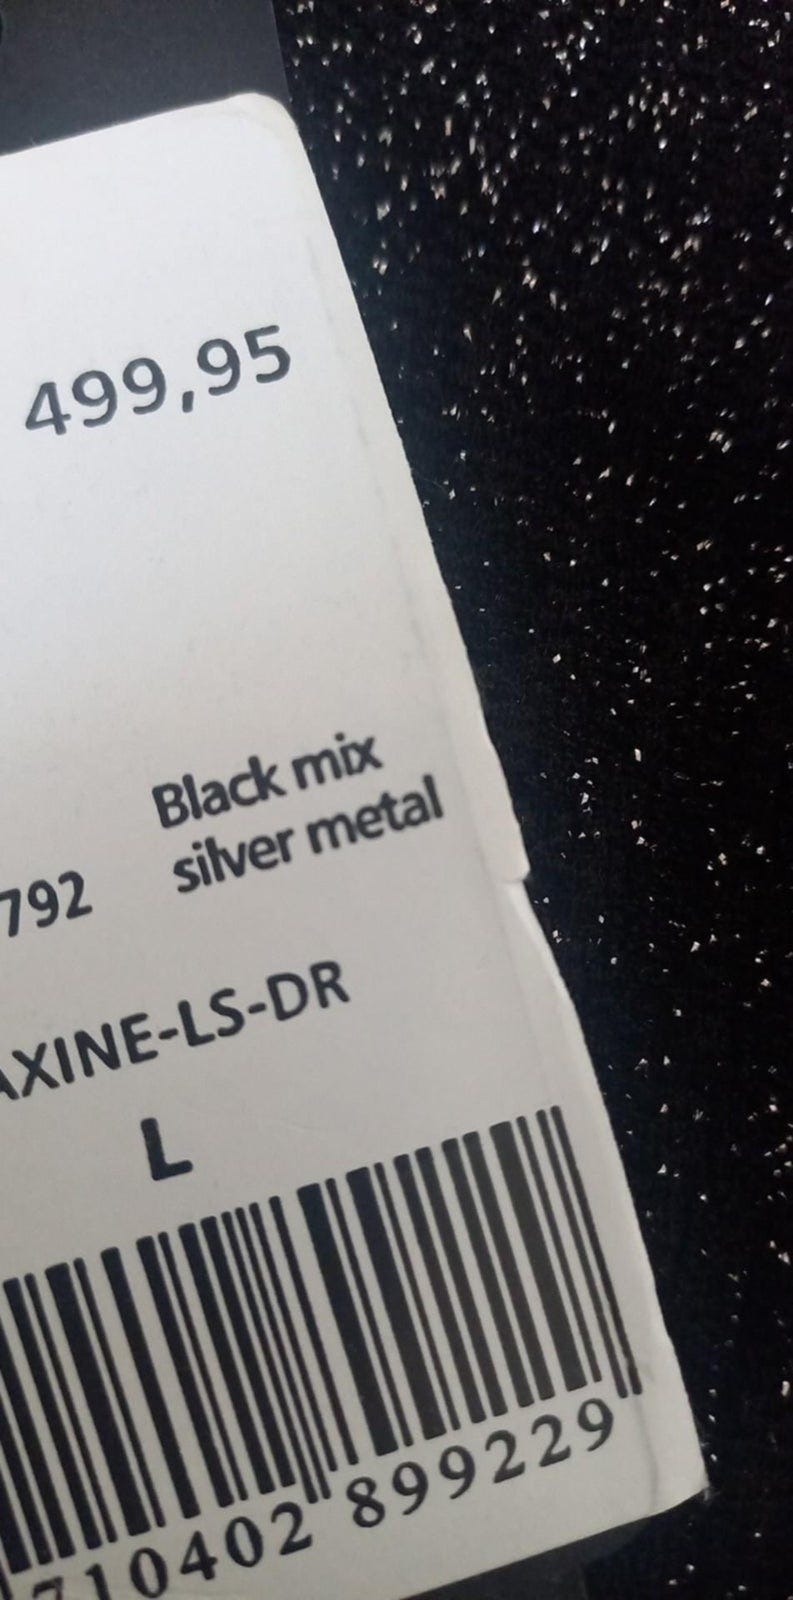 499,95
Black mix
silver metal
792
AXINE-LS-DR
L
710402 899229